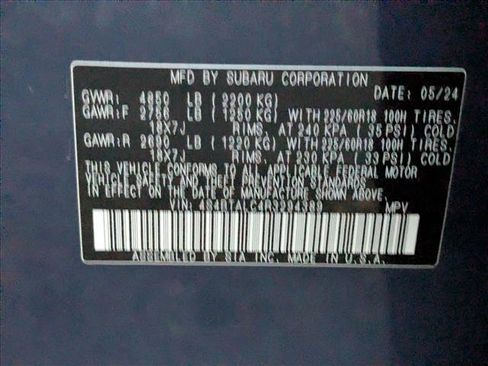 MFD BY SUBARU CORPORATION
GVWR: 4850 LB (2200 KG) DATE: 05/24
GAWR:F 2756 LB (1250 KG) WITH 225/60R18 100H TIRES,
18X7J RIMS, AT 240 KPA ( 35 PSI) COLD
GAWR:R 2690 LB (1220 KG) WITH 225/60R18 100H TIRES,
18X7J RIMS, AT 230 KPA ( 33 PSI) COLD
THIS VEHICLE CONFORMS TO ALL APPLICABLE FEDERAL MOTOR
VEHICLE SAFETY AND THEFT PREVENTION STANDARDS
IN EFFECT ON THE DATE OF MANUFACTURE SHOWN ABOVE.
VIN: MPV
ASSEMBLED BY SIA INC. MADE IN U.S.A.